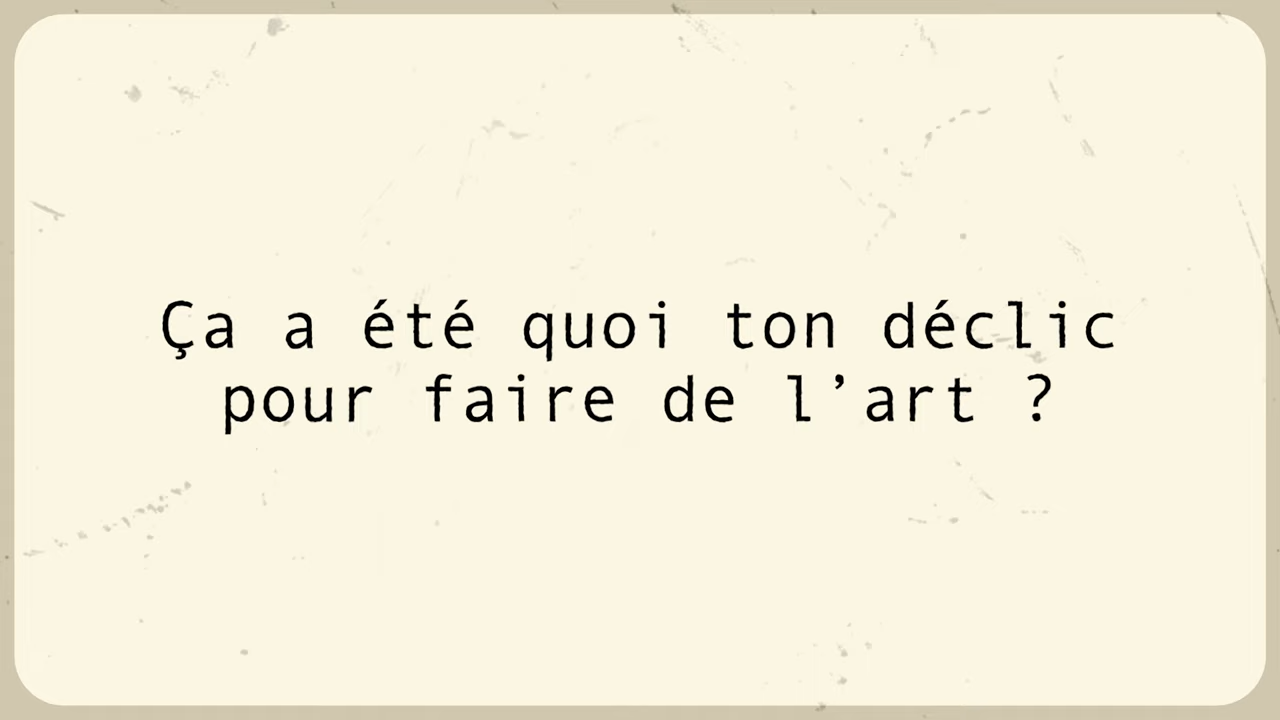 Ça a été quoi ton déclic
pour faire de l’art ?